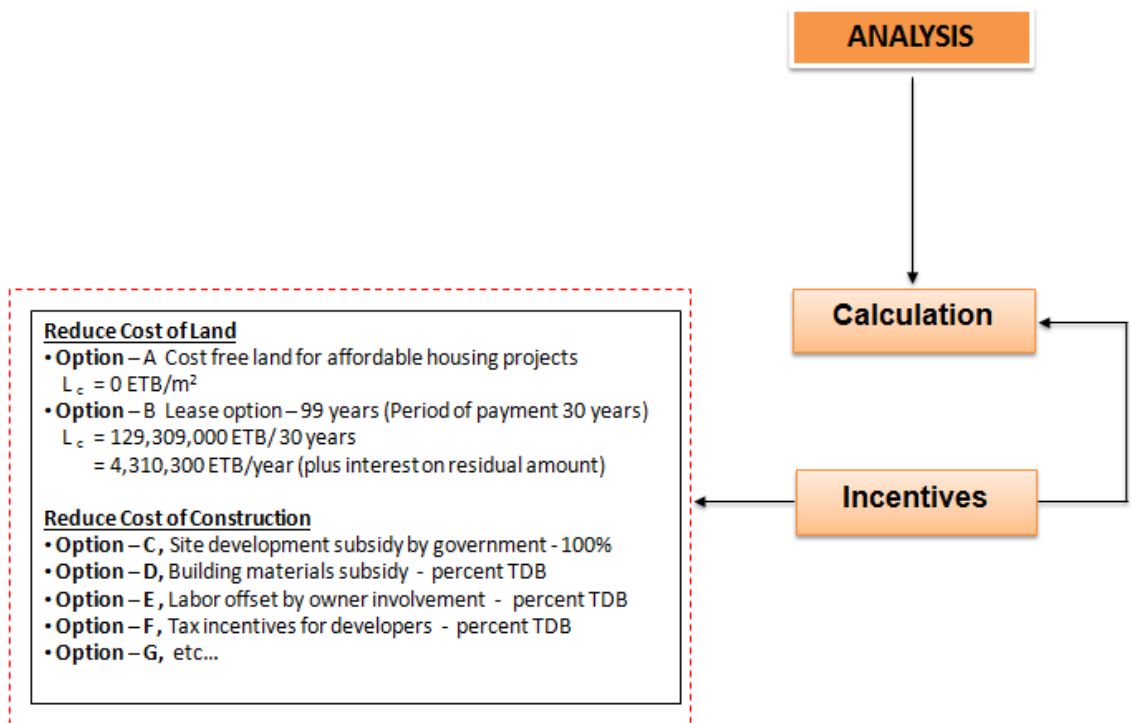 ANALYSIS
Calculation
Incentives
Reduce Cost of Land
• Option – A Cost free land for affordable housing projects
L c = 0 ETB/m²
• Option – B Lease option – 99 years (Period of payment 30 years)
L c = 129,309,000 ETB/ 30 years
= 4,310,300 ETB/year (plus interest on residual amount)
Reduce Cost of Construction
• Option – C, Site development subsidy by government - 100%
• Option – D, Building materials subsidy - percent TDB
• Option – E, Labor offset by owner involvement - percent TDB
• Option – F, Tax incentives for developers - percent TDB
• Option – G, etc...